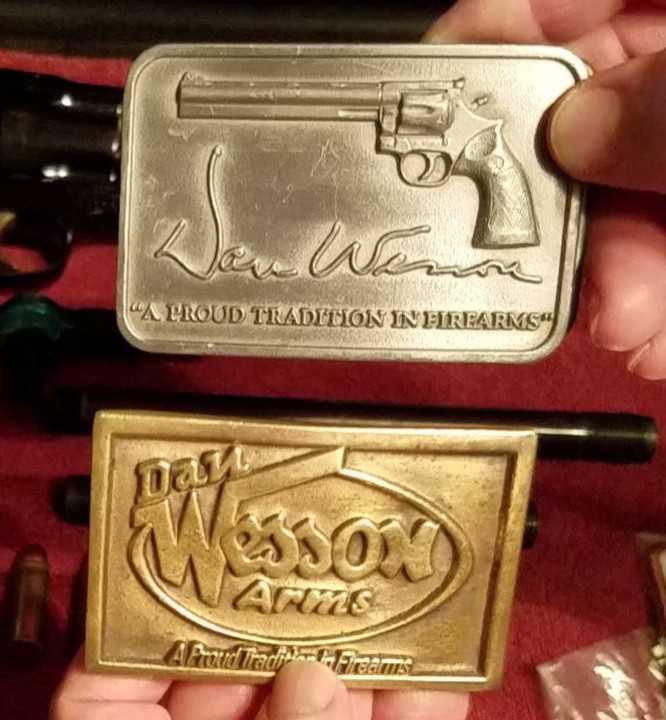 Dan Wesson
"A PROUD TRADITION IN FIREARMS"
Dan
Wesson
Arms
A Proud Tradition In Firearms